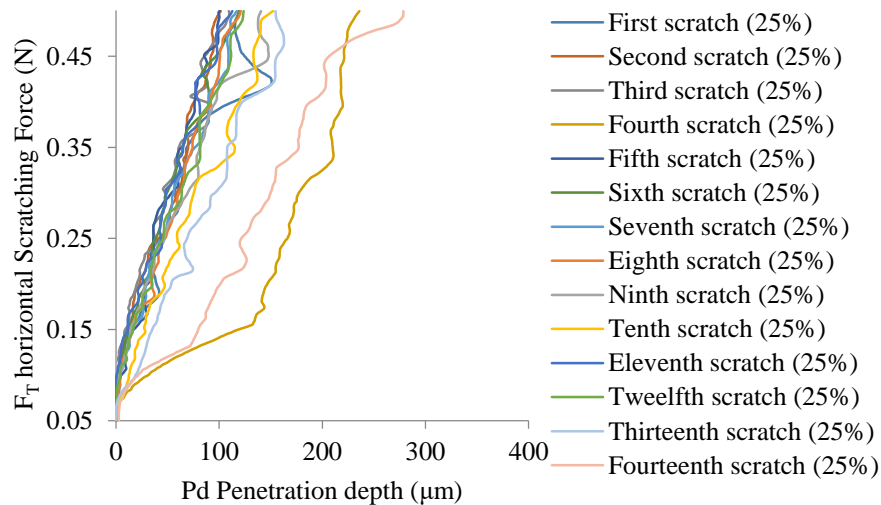 First scratch (25%)
Second scratch (25%)
Third scratch (25%)
Fourth scratch (25%)
Fifth scratch (25%)
Sixth scratch (25%)
Seventh scratch (25%)
Eighth scratch (25%)
Ninth scratch (25%)
Tenth scratch (25%)
Eleventh scratch (25%)
Tweelfth scratch (25%)
Thirteenth scratch (25%)
Fourteenth scratch (25%)
F_T horizontal Scratching Force (N)
0.45
0.35
0.25
0.15
0.05
0 100 200 300 400
Pd Penetration depth (μm)